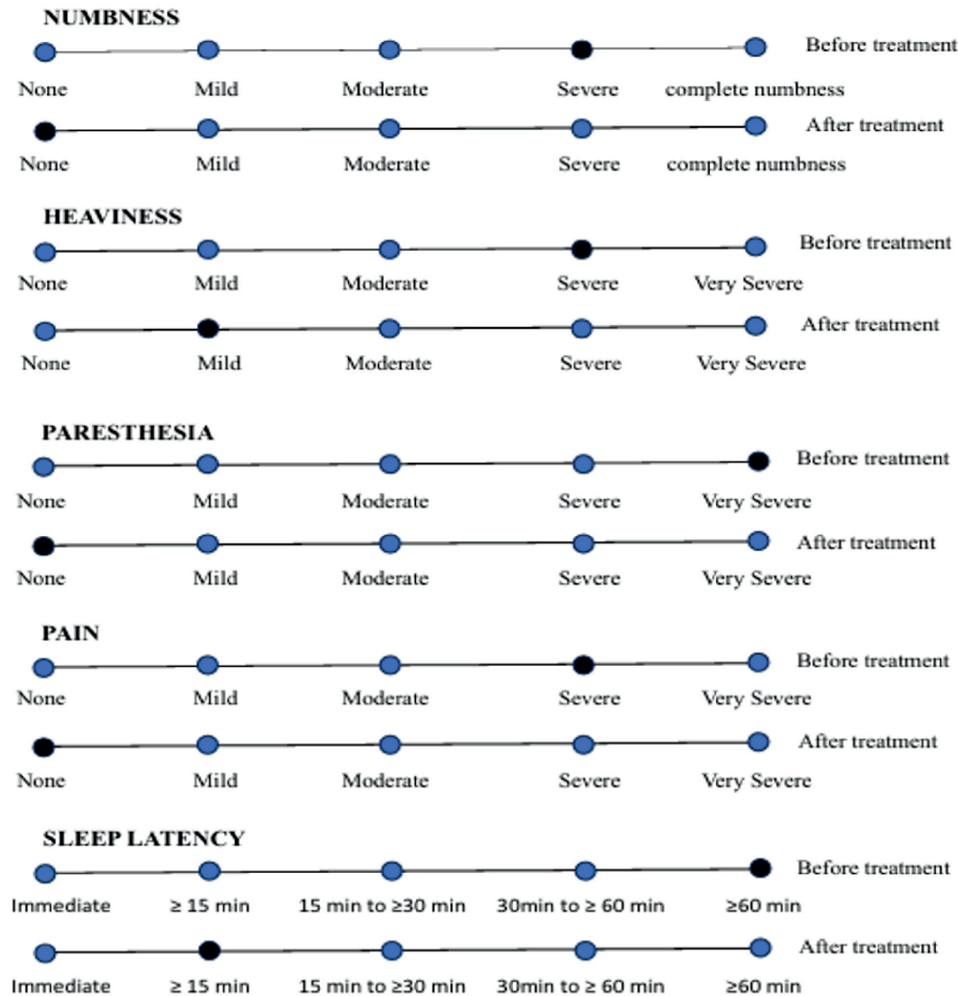 NUMBNESS
Before treatment
None Mild Moderate Severe complete numbness
After treatment
None Mild Moderate Severe complete numbness
HEAVINESS
Before treatment
None Mild Moderate Severe Very Severe
After treatment
None Mild Moderate Severe Very Severe
PARESTHESIA
Before treatment
None Mild Moderate Severe Very Severe
After treatment
None Mild Moderate Severe Very Severe
PAIN
Before treatment
None Mild Moderate Severe Very Severe
After treatment
None Mild Moderate Severe Very Severe
SLEEP LATENCY
Before treatment
Immediate ≥ 15 min 15 min to ≥30 min 30min to ≥ 60 min ≥60 min
After treatment
Immediate ≥ 15 min 15 min to ≥30 min 30min to ≥ 60 min ≥60 min